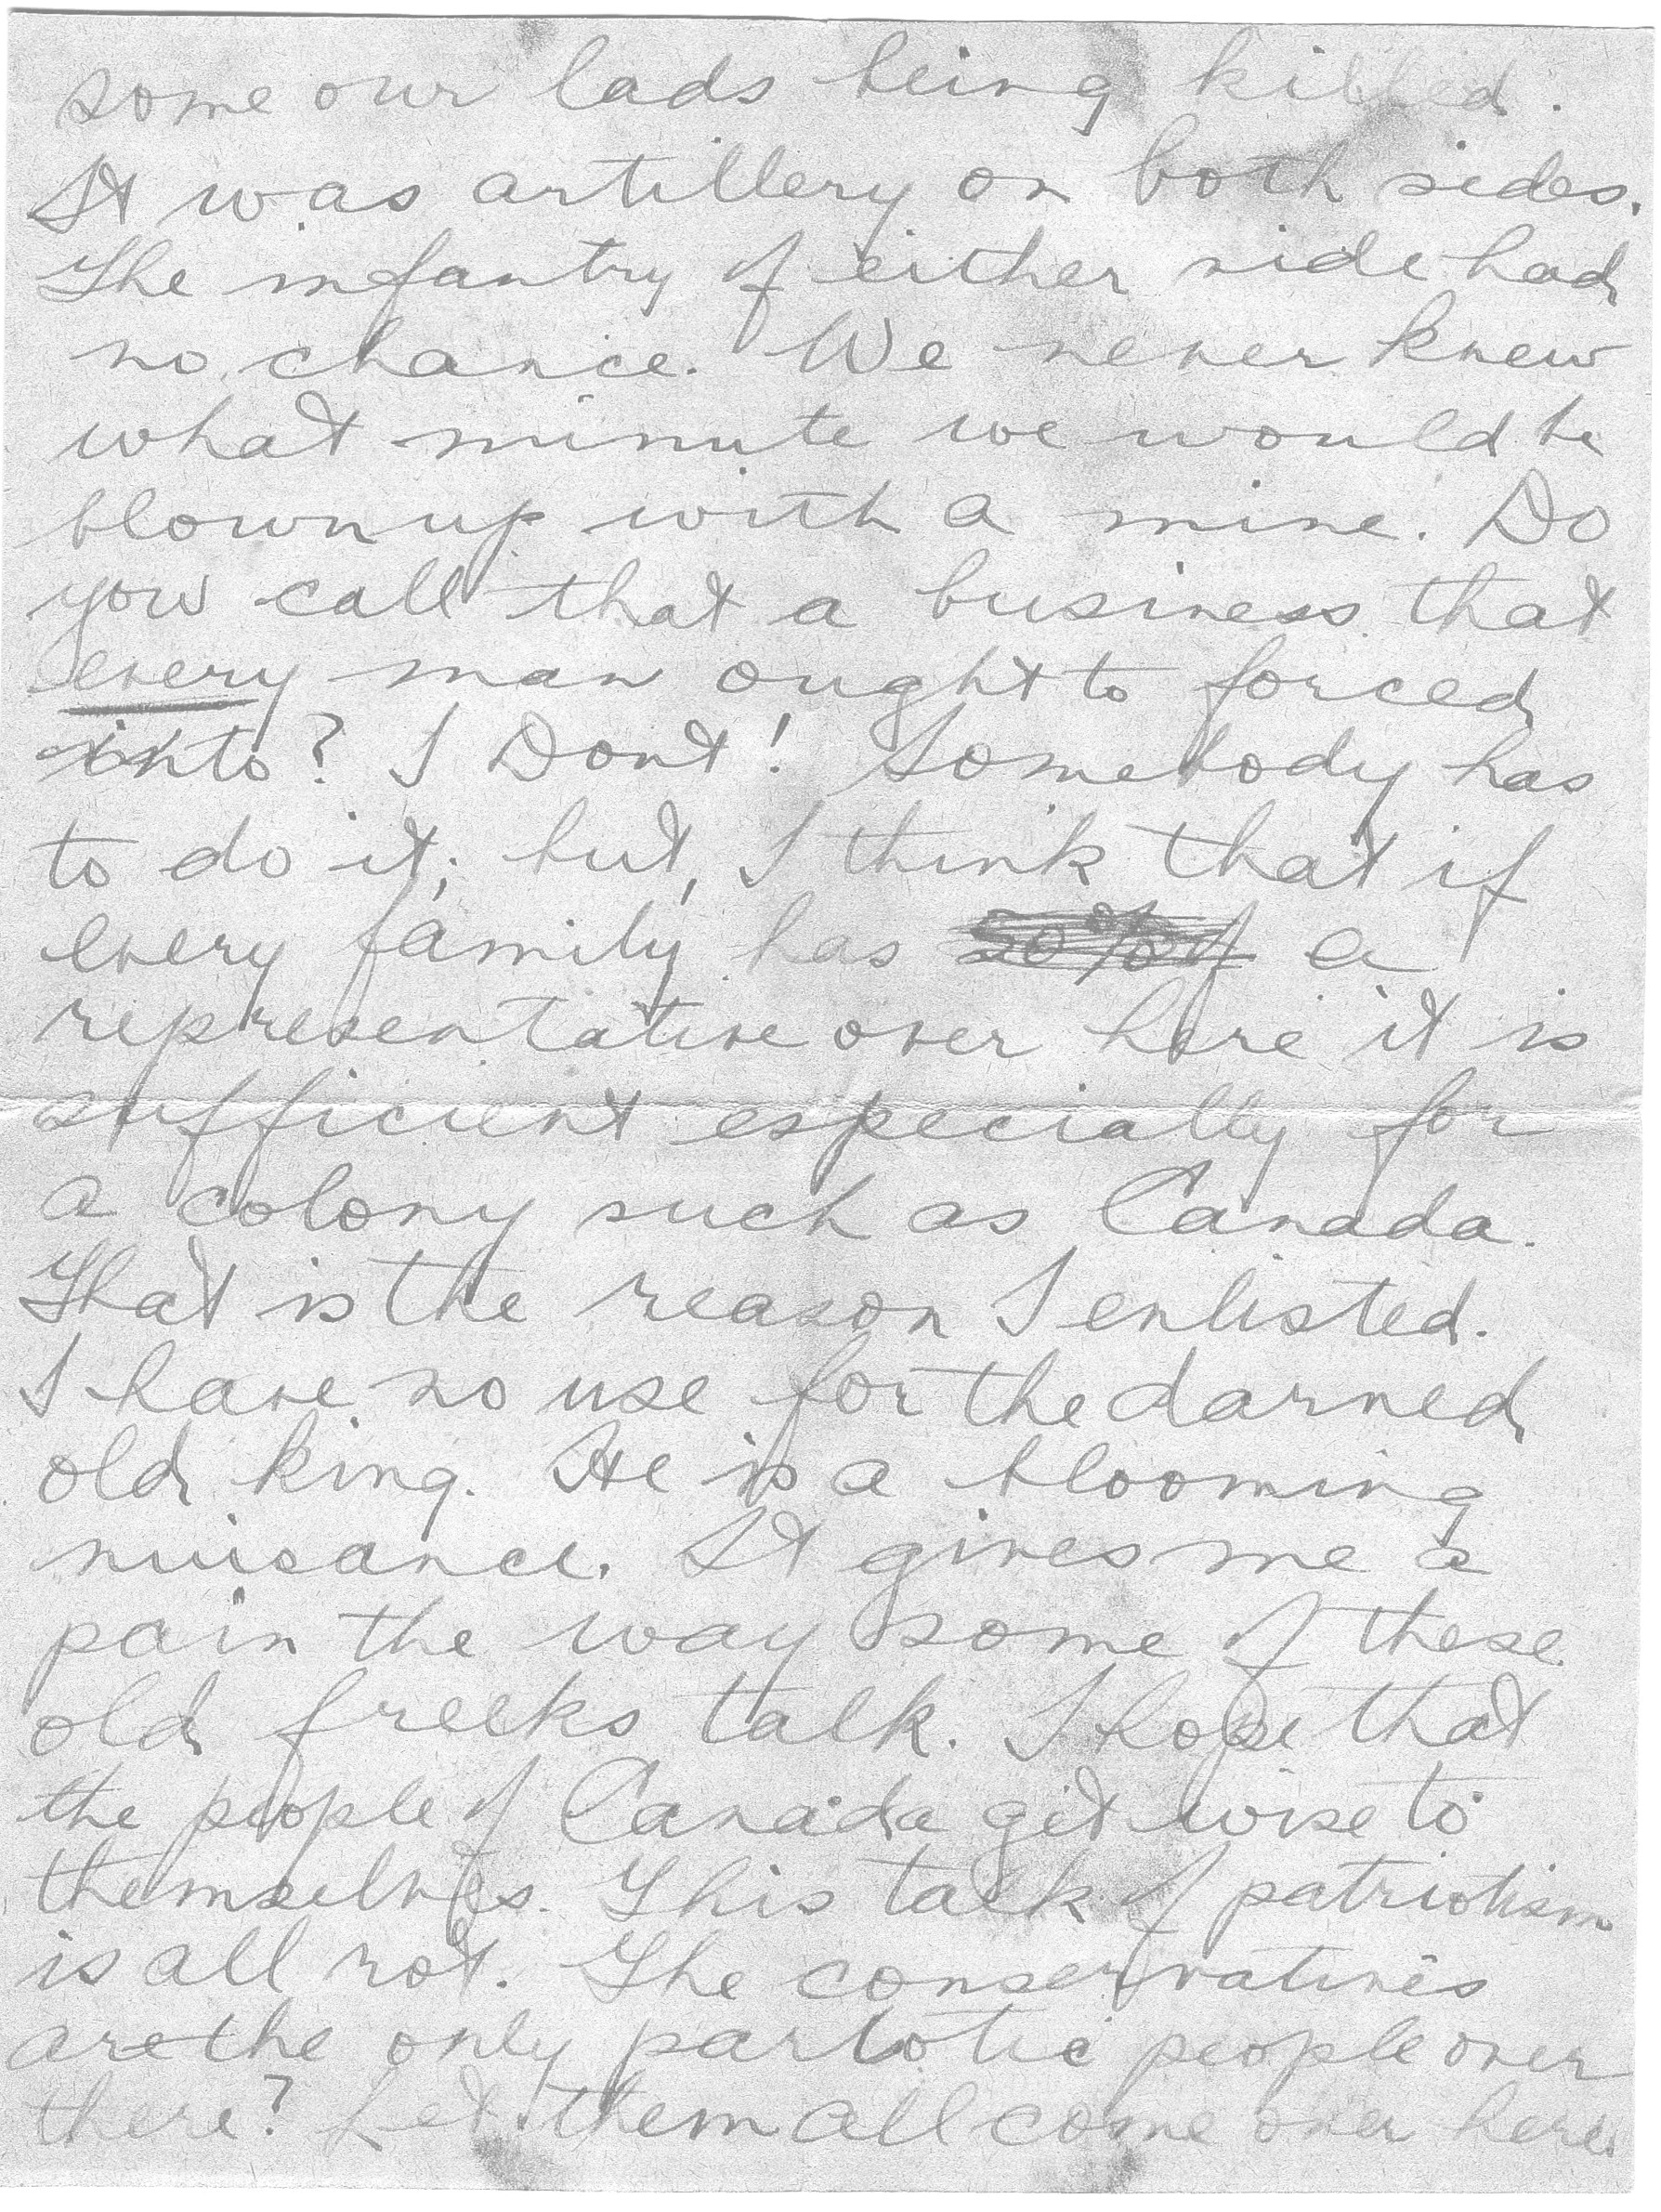 some our lads being killed.
It was artillery on both sides.
The infantry of either side had
no chance. We never knew
what minute we would be
blown up with a mine. Do
you call that a business that
every man ought to forced
into? I Dont! Somebody has
to do it; but, I think that if
every family has 20% of a
representative over here it is
sufficient especially for
a colony such as Canada.
That is the reason I enlisted.
I have no use for the darned
old king. He is a blooming
nuisance. It gives me a
pain the way some of these
old freeks talk. I hope that
the people of Canada get wise to
themselves. This talk of patriotism
is all rot. The conservatives
are the only partotic people over
there? Let them all come over here.